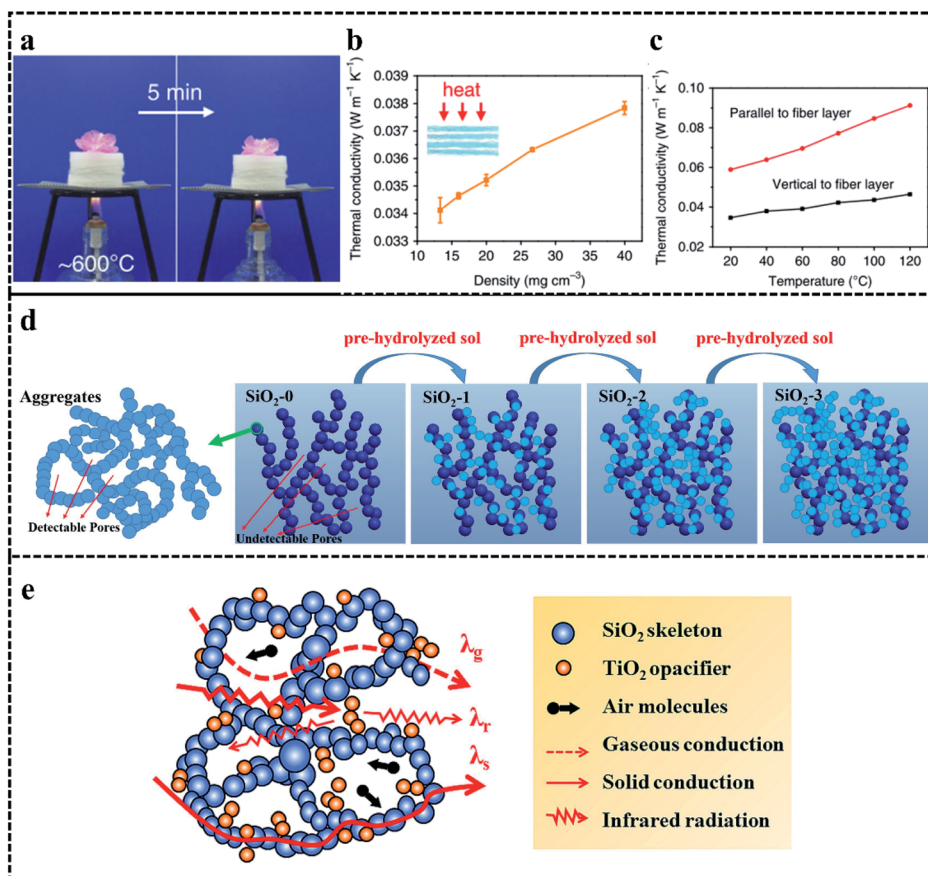 a
5 min
~600°C
b
Thermal conductivity (W m⁻¹ K⁻¹)
0.039
0.038
0.037
0.036
0.035
0.034
0.033
heat
10 15 20 25 30 35 40
Density (mg cm⁻³)
c
Thermal conductivity (W m⁻¹ K⁻¹)
0.10
0.08
0.06
0.04
0.02
Parallel to fiber layer
Vertical to fiber layer
20 40 60 80 100 120
Temperature (°C)
d
pre-hydrolyzed sol
pre-hydrolyzed sol
pre-hydrolyzed sol
Aggregates
SiO₂-0
SiO₂-1
SiO₂-2
SiO₂-3
Detectable Pores
Undetectable Pores
e
λg
λr
λs
SiO₂ skeleton
TiO₂ opacifier
Air molecules
Gaseous conduction
Solid conduction
Infrared radiation